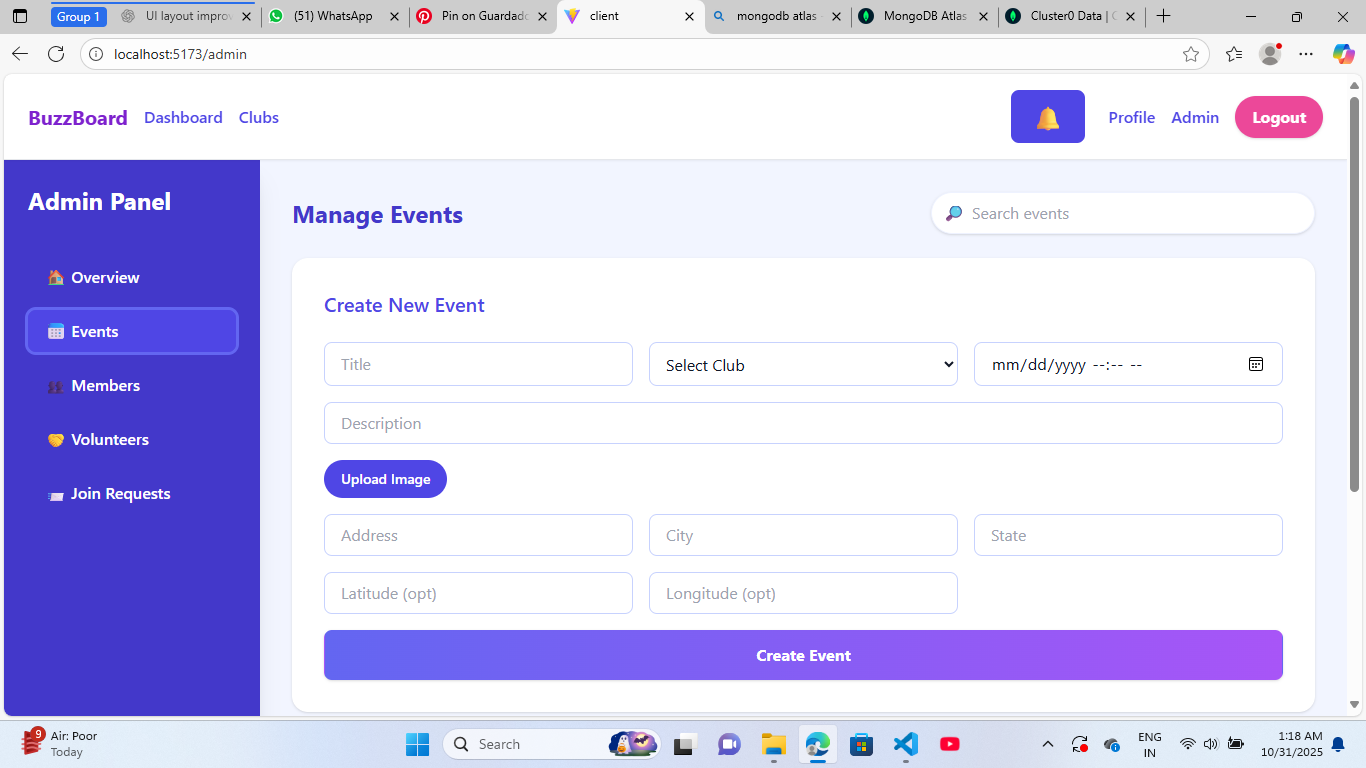 Group 1
UI layout improv
(51) WhatsApp
Pin on Guardado
client
mongodb atlas
MongoDB Atlas
Cluster0 Data |
localhost:5173/admin
BuzzBoard Dashboard Clubs Profile Admin Logout
Admin Panel
Overview
Events
Members
Volunteers
Join Requests
Manage Events
Search events
Create New Event
Title
Select Club
mm/dd/yyyy --:-- --
Description
Upload Image
Address
City
State
Latitude (opt)
Longitude (opt)
Create Event
9
Air: Poor
Today
Search
ENG
IN
1:18 AM
10/31/2025